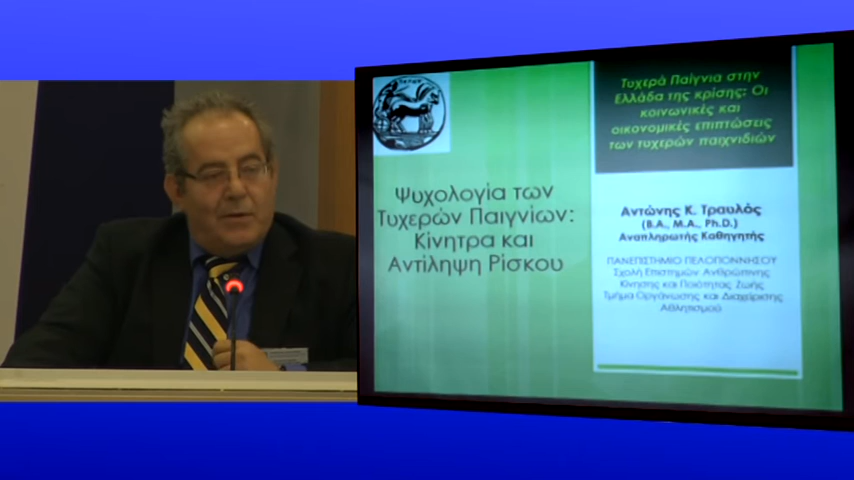 Ψυχολογία των
Τυχερών Παιγνίων:
Κίνητρα και
Αντίληψη Ρίσκου
Τυχερά Παίγνια στην
Ελλάδα της κρίσης: Οι
κοινωνικές και
οικονομικές επιπτώσεις
των τυχερών παιχνιδιών
Αντώνης Κ. Τραυλός
(B.A., M.A., Ph.D.)
Αναπληρωτής Καθηγητής
ΠΑΝΕΠΙΣΤΗΜΙΟ ΠΕΛΟΠΟΝΝΗΣΟΥ
Σχολή Επιστημών Ανθρώπινης
Κίνησης και Ποιότητας Ζωής
Τμήμα Οργάνωσης και Διαχείρισης
Αθλητισμού